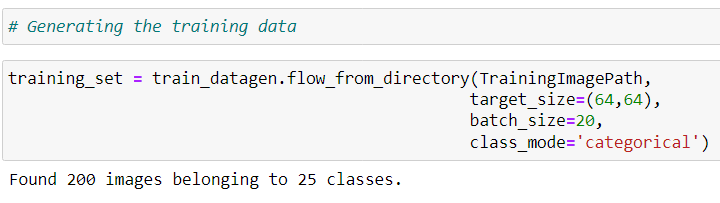 # Generating the training data
training_set = train_datagen.flow_from_directory(TrainingImagePath,
target_size=(64,64),
batch_size=20,
class_mode='categorical')
Found 200 images belonging to 25 classes.